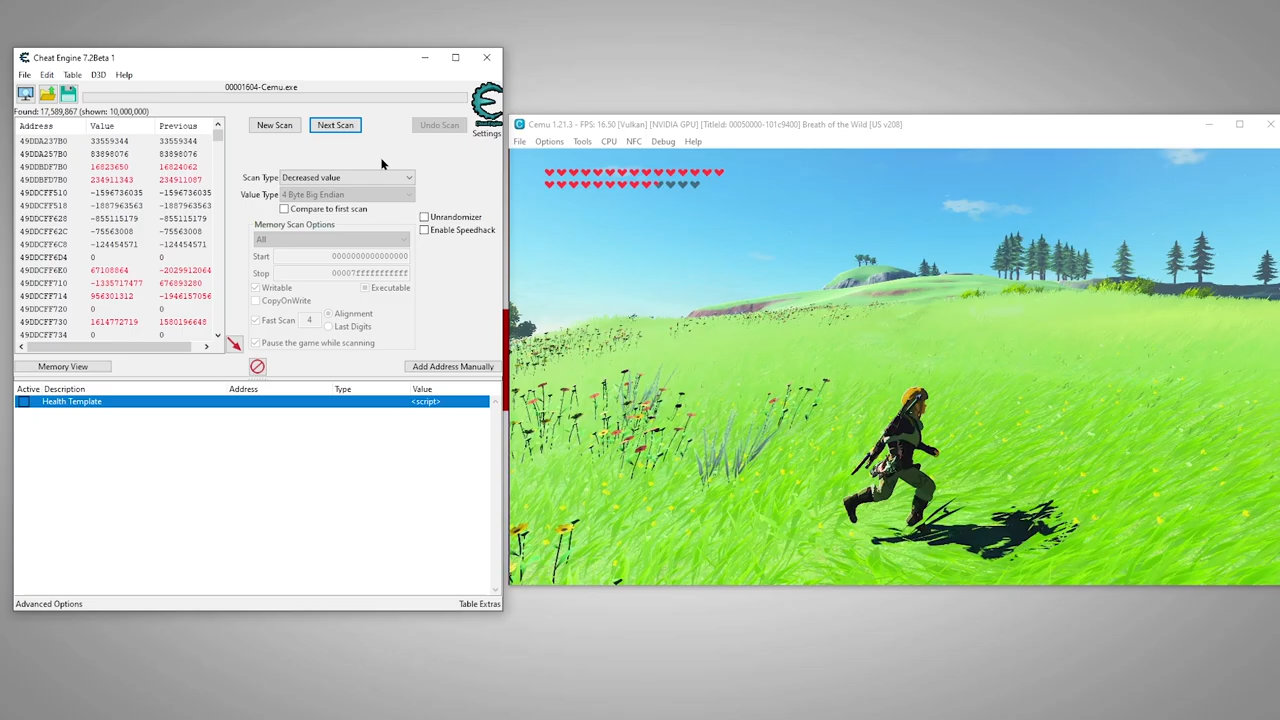 Cheat Engine 7.2Beta 1
File Edit Table D3D Help
00001604-Cemu.exe
Found: 17,589,867 (shown: 10,000,000)
Address Value Previous
49DDA237B0 33559344 33559344
49DDA257B0 83898076 83898076
49DDBDF7B0 16823650 16824062
49DDBFD7B0 234911343 234911087
49DDCFF510 -1596736035 -1596736035
49DDCFF518 -1887963563 -1887963563
49DDCFF628 -855115179 -855115179
49DDCFF62C -75563008 -75563008
49DDCFF6C8 -124454571 -124454571
49DDCFF6D4 0 0
49DDCFF6E0 67108864 -2029912064
49DDCFF710 -1335717477 676893280
49DDCFF714 956301312 -1946157056
49DDCFF720 0 0
49DDCFF730 1614772719 1580196648
49DDCFF734 0 0
New Scan Next Scan Undo Scan
Settings
Scan Type Decreased value
Value Type 4 Byte Big Endian
Compare to first scan
Memory Scan Options
All
Start 0000000000000000
Stop 00007fffffffffff
Writable Executable
CopyOnWrite
Fast Scan 4 Alignment
Last Digits
Pause the game while scanning
Unrandomizer
Enable Speedhack
Memory View Add Address Manually
Active Description Address Type Value
Health Template <script>
Advanced Options Table Extras
Cemu 1.21.3 - FPS: 16.50 [Vulkan] [NVIDIA GPU] [TitleId: 00050000-101c9400] Breath of the Wild [US v208]
File Options Tools CPU NFC Debug Help